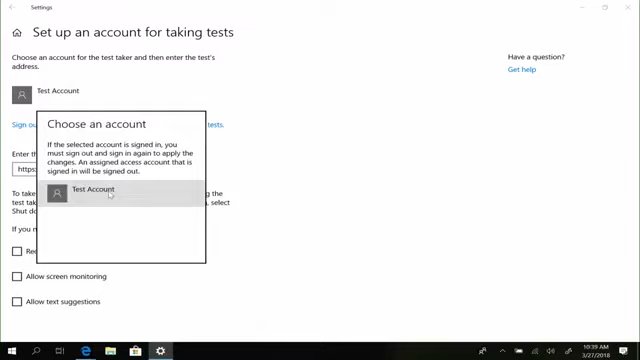 Settings
Set up an account for taking tests
Choose an account for the test taker and then enter the test's
address.
Have a question?
Get help
Test Account
Sign ou
tests.
Choose an account
If the selected account is signed in, you
must sign out and sign in again to apply the
changes. An assigned access account that is
signed in will be signed out.
Test Account
Enter th
https:
To take
ng the
test tak
, select
Shut do
If you n
Rec
Allow screen monitoring
Allow text suggestions
10:39 AM
3/27/2018